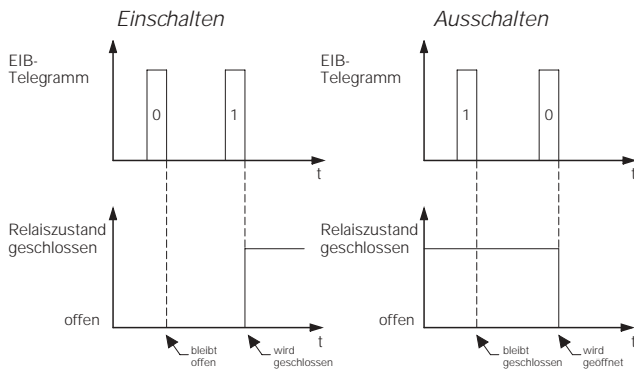 Einschalten
EIB-
Telegramm
0
1
t
Relaiszustand
geschlossen
offen
t
bleibt
offen
wird
geschlossen
Ausschalten
EIB-
Telegramm
1
0
t
Relaiszustand
geschlossen
offen
t
bleibt
geschlossen
wird
geöffnet